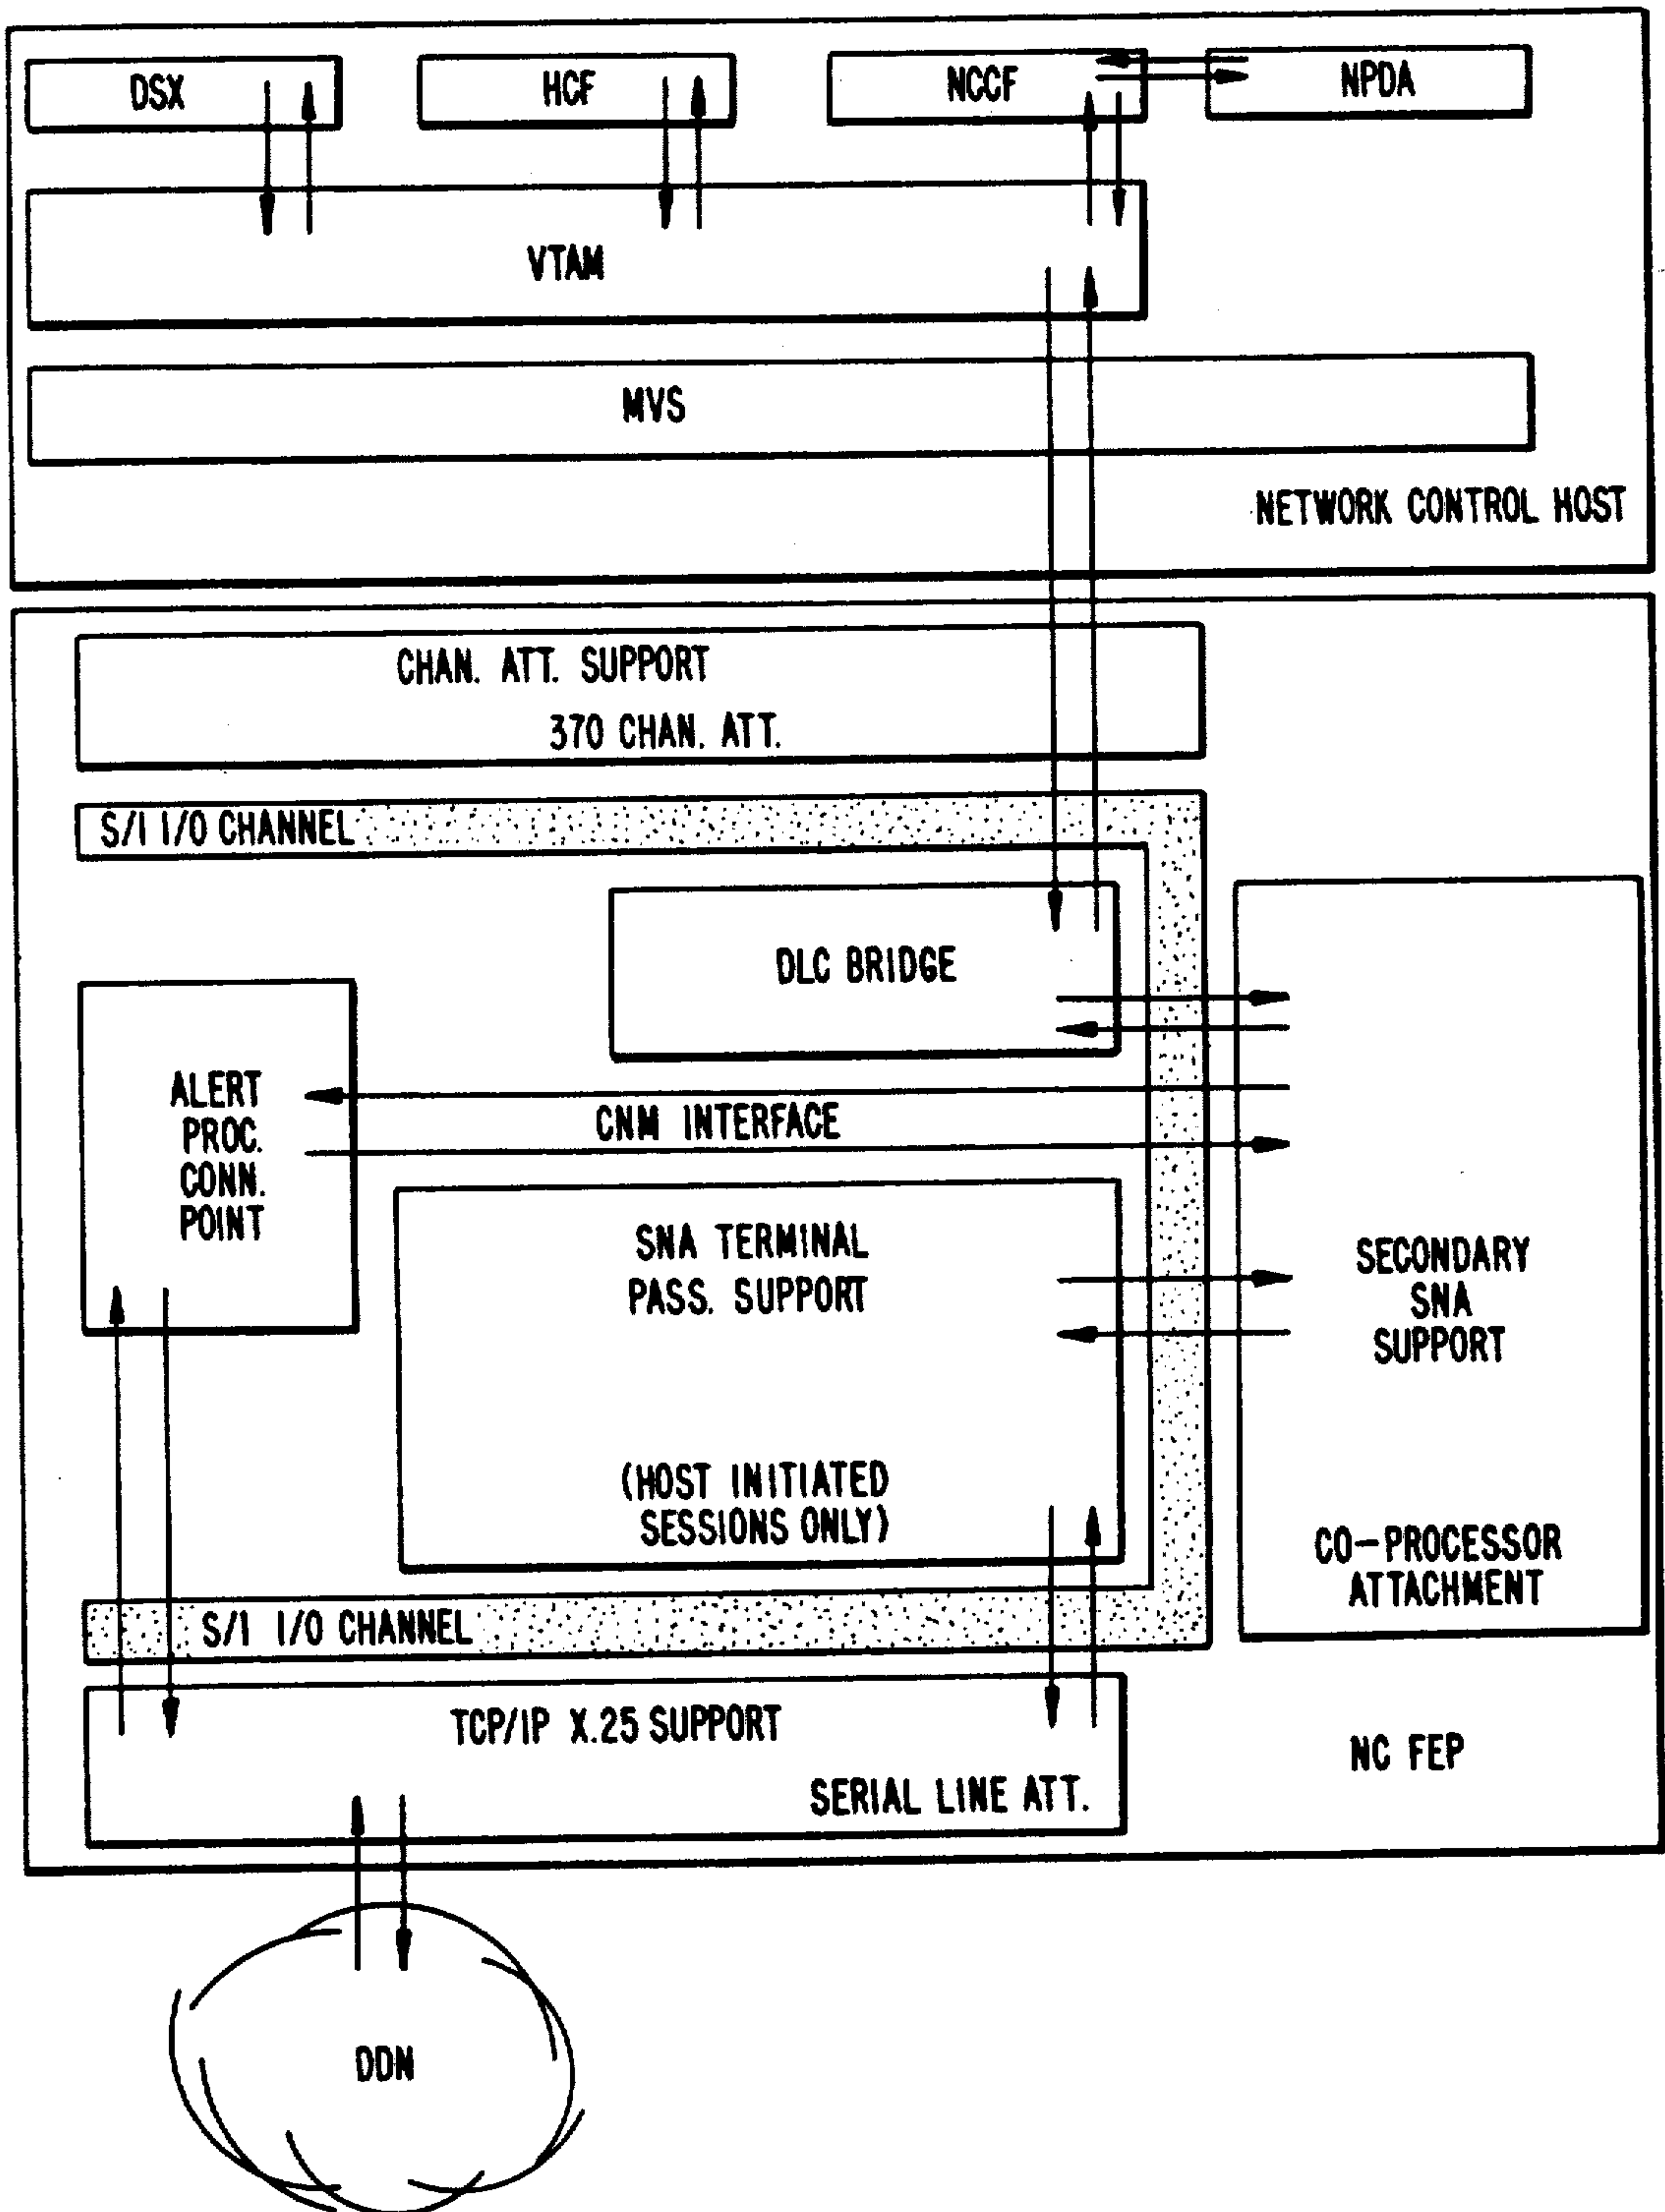 DSX
HCF
NCCF
NPDA
VTAM
MVS
NETWORK CONTROL HOST
CHAN. ATT. SUPPORT
370 CHAN. ATT.
S/1 I/O CHANNEL
DLC BRIDGE
ALERT
PROC.
CONN.
POINT
CNM INTERFACE
SNA TERMINAL
PASS. SUPPORT
(HOST INITIATED
SESSIONS ONLY)
SECONDARY
SNA
SUPPORT
CO-PROCESSOR
ATTACHMENT
S/1 I/O CHANNEL
TCP/IP X.25 SUPPORT
SERIAL LINE ATT.
NC FEP
DDN